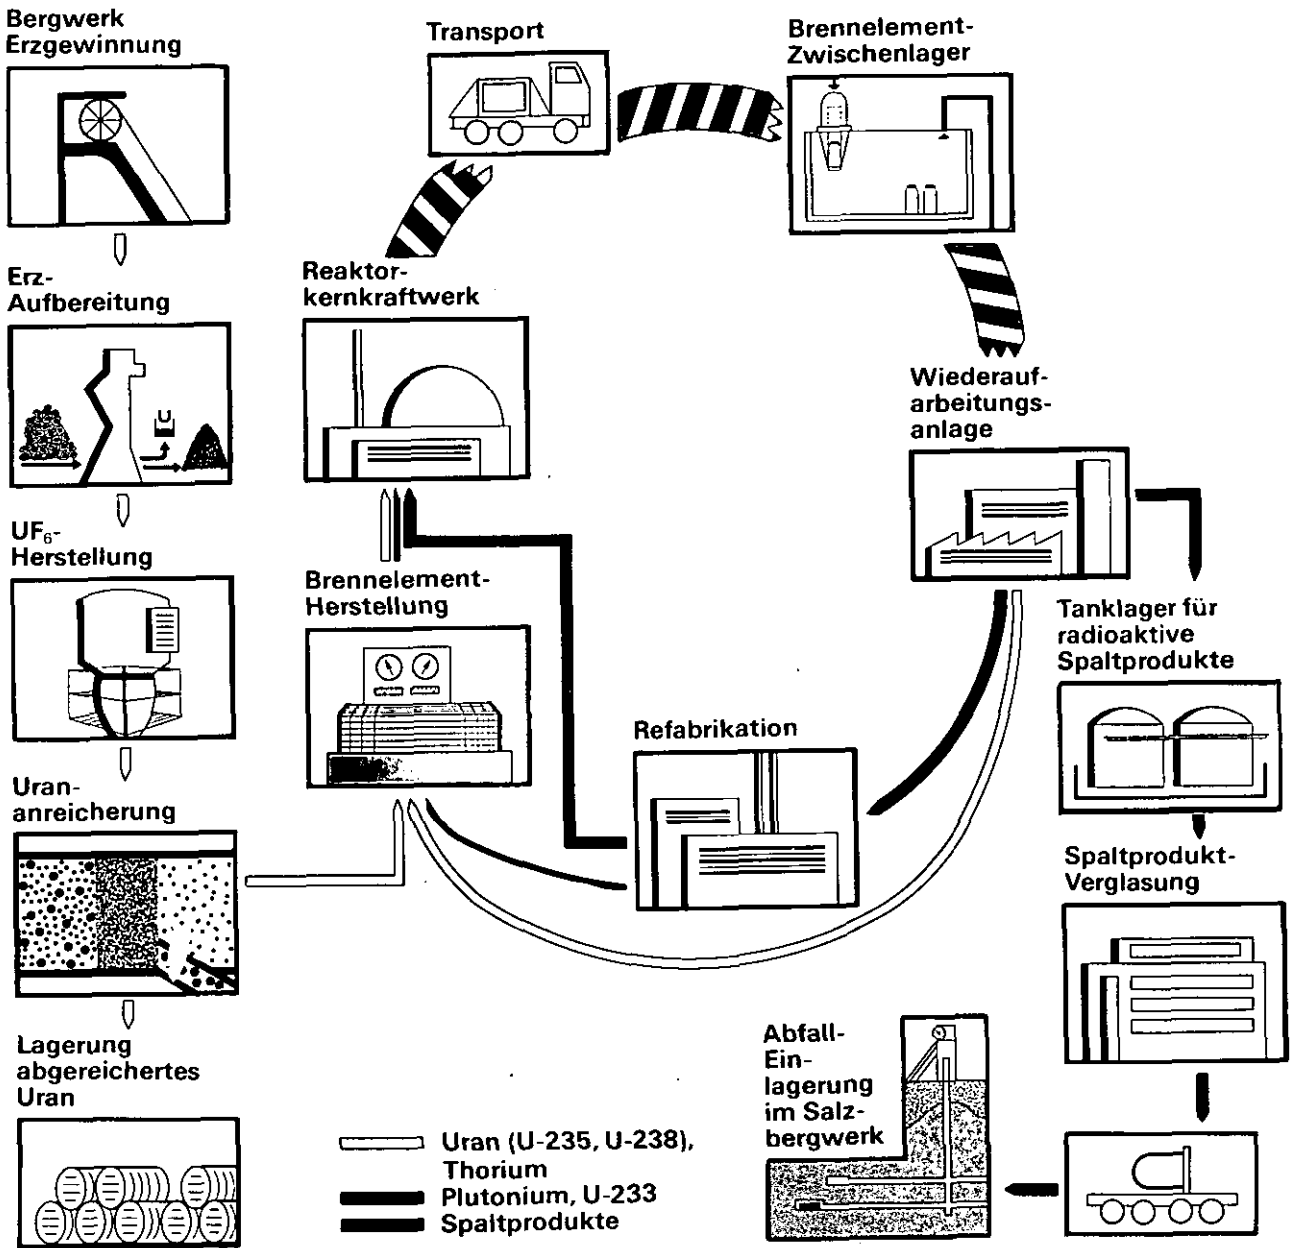 Bergwerk
Erzgewinnung
Erz-
Aufbereitung
U
UF₆-
Herstellung
Uran-
anreicherung
Lagerung
abgereichertes
Uran
Transport
Brennelement-
Zwischenlager
Reaktor-
kernkraftwerk
Brennelement-
Herstellung
Wiederauf-
arbeitungs-
anlage
Refabrikation
Tanklager für
radioaktive
Spaltprodukte
Spaltprodukt-
Verglasung
Abfall-
Ein-
lagerung
im Salz-
bergwerk
Uran (U-235, U-238),
Thorium
Plutonium, U-233
Spaltprodukte